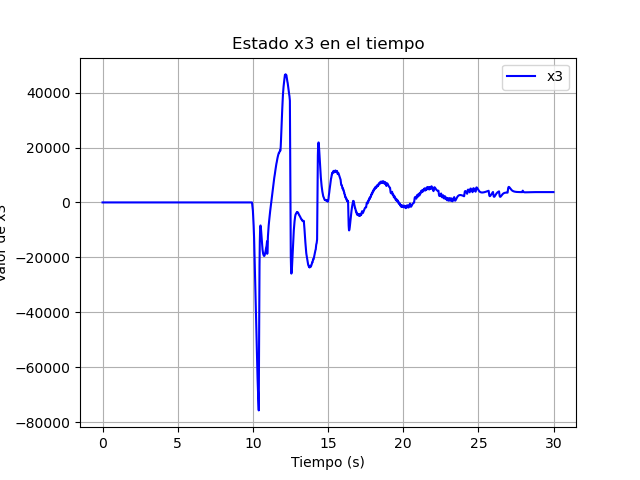 Estado x3 en el tiempo
x3
40000
20000
0
−20000
−40000
−60000
−80000
Valor de x3
0 5 10 15 20 25 30
Tiempo (s)